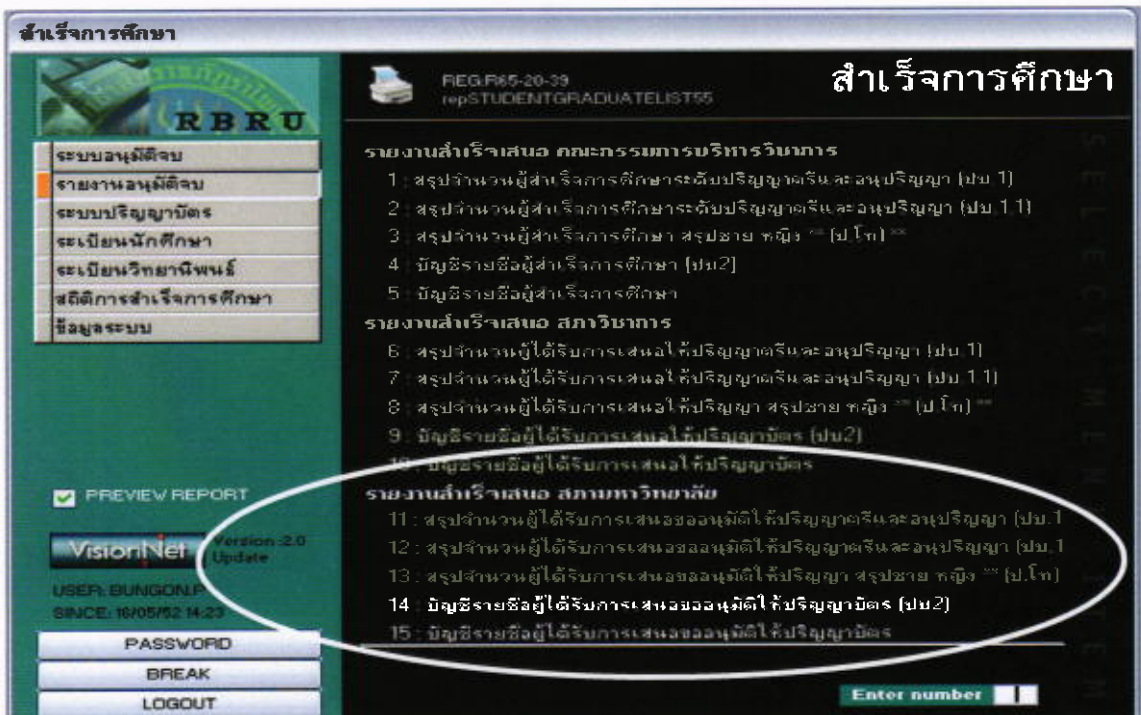 สำเร็จการศึกษา
RBRU
REG.R65-20-39
repSTUDENTGRADUATELIST55
สำเร็จการศึกษา
ระบบอนุมัติจบ
รายงานอนุมัติจบ
ระบบปริญญาบัตร
ระเบียนนักศึกษา
ระเบียนวิทยานิพนธ์
สถิติการสำเร็จการศึกษา
ข้อมูลระบบ
PREVIEW REPORT
VisionNet
Version :2.0
Update
USER: BUNGON.P
SINCE: 16/05/52 14:23
PASSWORD
BREAK
LOGOUT
รายงานสำเร็จเสนอ คณะกรรมการบริหารวิชาการ
1 : สรุปจำนวนผู้สำเร็จการศึกษาระดับปริญญาตรีและอนุปริญญา (ปบ.1)
2 : สรุปจำนวนผู้สำเร็จการศึกษาระดับปริญญาตรีและอนุปริญญา (ปบ.1.1)
3 : สรุปจำนวนผู้สำเร็จการศึกษา สรุปชาย หญิง ** (ป.โท) **
4 : บัญชีรายชื่อผู้สำเร็จการศึกษา (ปบ2)
5 : บัญชีรายชื่อผู้สำเร็จการศึกษา
รายงานสำเร็จเสนอ สภาวิชาการ
6 : สรุปจำนวนผู้ได้รับการเสนอให้ปริญญาตรีและอนุปริญญา (ปบ.1)
7 : สรุปจำนวนผู้ได้รับการเสนอให้ปริญญาตรีและอนุปริญญา (ปบ.1.1)
8 : สรุปจำนวนผู้ได้รับการเสนอให้ปริญญา สรุปชาย หญิง ** (ป.โท) **
9 : บัญชีรายชื่อผู้ได้รับการเสนอให้ปริญญาบัตร (ปบ2)
10 : บัญชีรายชื่อผู้ได้รับการเสนอให้ปริญญาบัตร
รายงานสำเร็จเสนอ สภามหาวิทยาลัย
11 : สรุปจำนวนผู้ได้รับการเสนอขออนุมัติให้ปริญญาตรีและอนุปริญญา (ปบ.1
12 : สรุปจำนวนผู้ได้รับการเสนอขออนุมัติให้ปริญญาตรีและอนุปริญญา (ปบ.1
13 : สรุปจำนวนผู้ได้รับการเสนอขออนุมัติให้ปริญญา สรุปชาย หญิง ** (ป.โท)
14 : บัญชีรายชื่อผู้ได้รับการเสนอขออนุมัติให้ปริญญาบัตร (ปบ2)
15 : บัญชีรายชื่อผู้ได้รับการเสนอขออนุมัติให้ปริญญาบัตร
Enter number